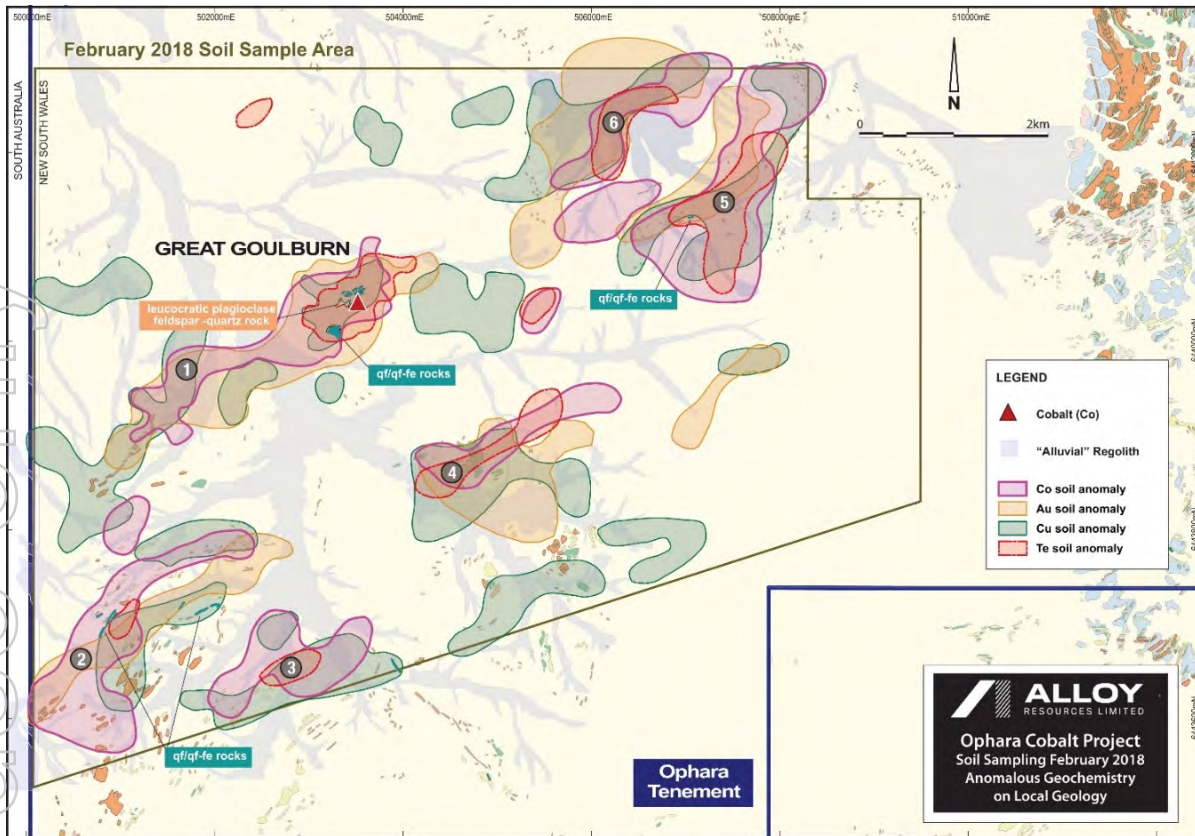 500000mE
502000mE
504000mE
506000mE
508000mE
510000mE
February 2018 Soil Sample Area
SOUTH AUSTRALIA
NEW SOUTH WALES
N
0
2km
6
5
GREAT GOULBURN
leucocratic plagioclase
feldspar -quartz rock
qf/qf-fe rocks
qf/qf-fe rocks
1
4
LEGEND
Cobalt (Co)
"Alluvial" Regolith
Co soil anomaly
Au soil anomaly
Cu soil anomaly
Te soil anomaly
2
3
qf/qf-fe rocks
Ophara
Tenement
ALLOY
RESOURCES LIMITED
Ophara Cobalt Project
Soil Sampling February 2018
Anomalous Geochemistry
on Local Geology